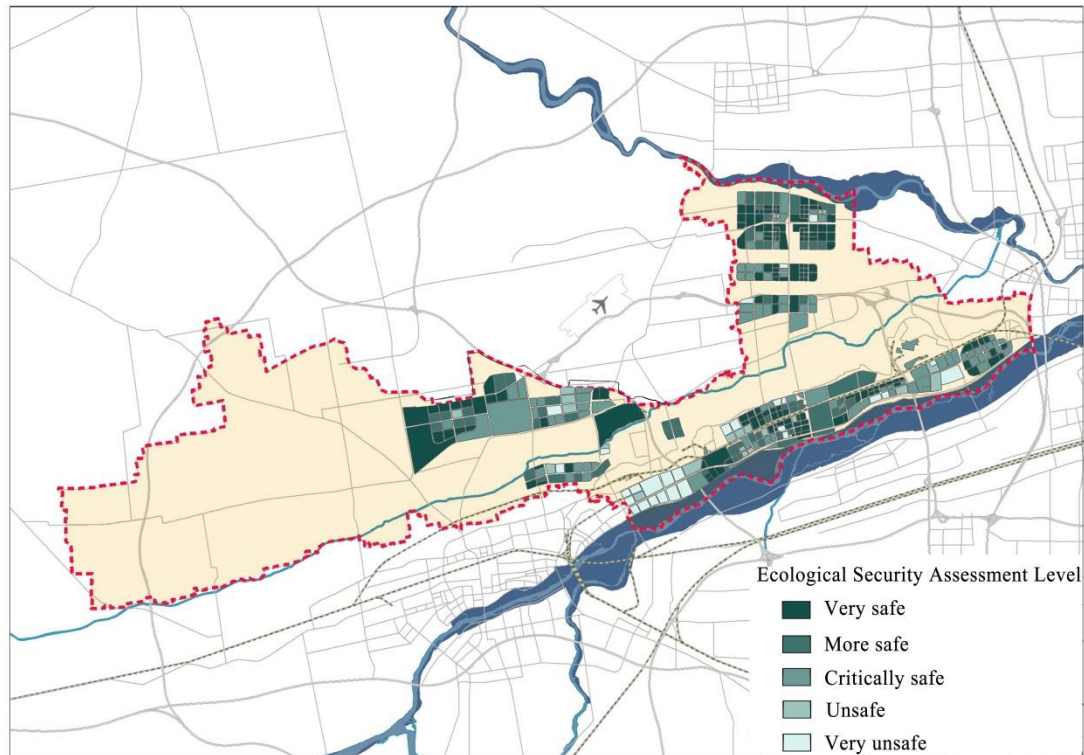 Ecological Security Assessment Level
Very safe
More safe
Critically safe
Unsafe
Very unsafe